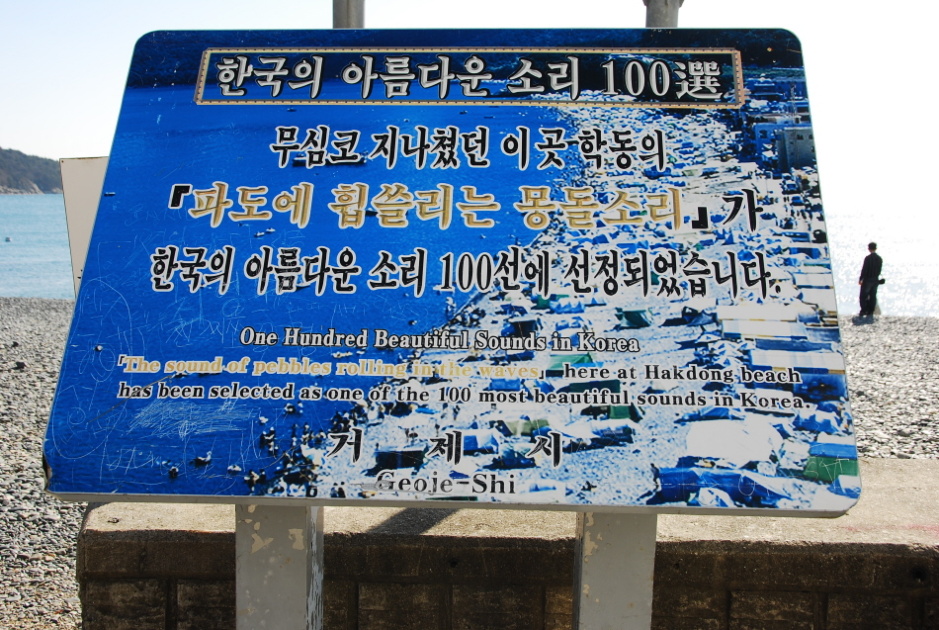 한국의 아름다운 소리 100選
무심코 지나쳤던 이곳 학동의
『파도에 휩쓸리는 몽돌소리』가
한국의 아름다운 소리 100선에 선정되었습니다.
One Hundred Beautiful Sounds in Korea
「The sound of pebbles rolling in the waves」 here at Hakdong beach
has been selected as one of the 100 most beautiful sounds in Korea.
거 제 시
Geoje-Shi